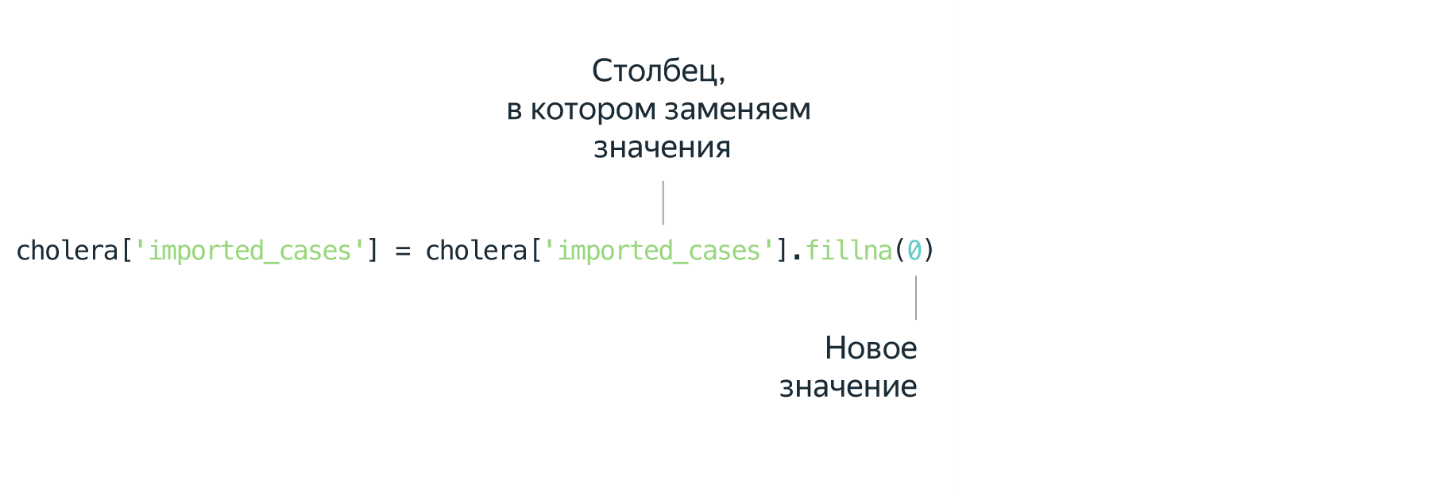 Столбец,
в котором заменяем
значения
cholera['imported_cases'] = cholera['imported_cases'].fillna(0)
Новое
значение